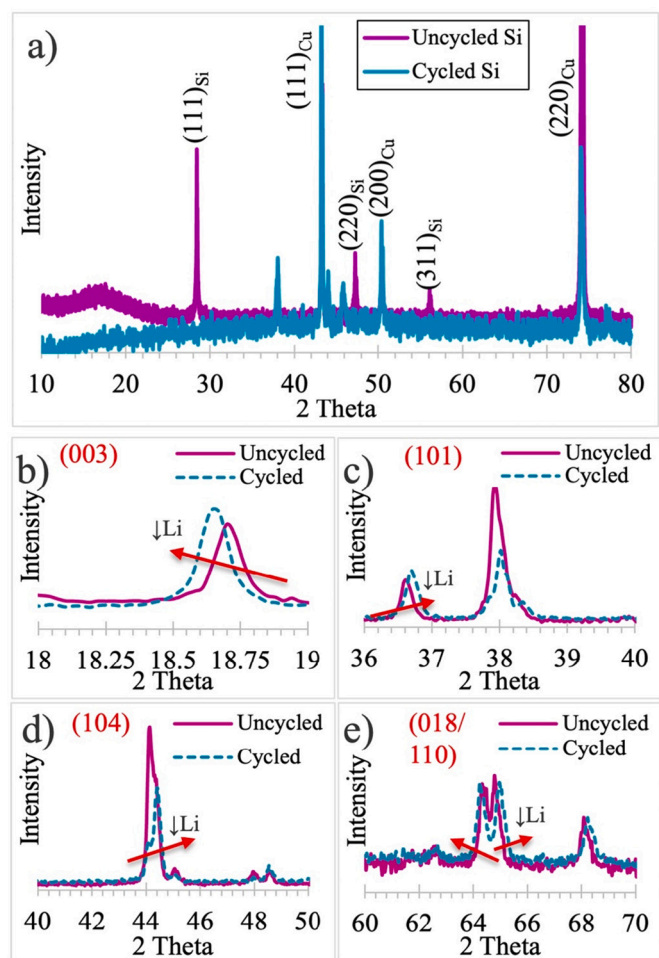 a)
Uncycled Si
Cycled Si
(111)Si
(111)Cu
(220)Si
(200)Cu
(311)Si
(220)Cu
Intensity
10 20 30 40 50 60 70 80
2 Theta
b)
(003)
Uncycled
Cycled
↓Li
Intensity
18 18.25 18.5 18.75 19
2 Theta
c)
(101)
Uncycled
Cycled
↓Li
Intensity
36 37 38 39 40
2 Theta
d)
(104)
Uncycled
Cycled
↓Li
Intensity
40 42 44 46 48 50
2 Theta
e)
(018/
110)
Uncycled
Cycled
↓Li
Intensity
60 62 64 66 68 70
2 Theta